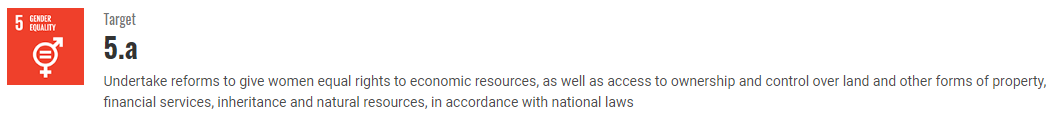 5 GENDER
EQUALITY
Target
5.a
Undertake reforms to give women equal rights to economic resources, as well as access to ownership and control over land and other forms of property,
financial services, inheritance and natural resources, in accordance with national laws